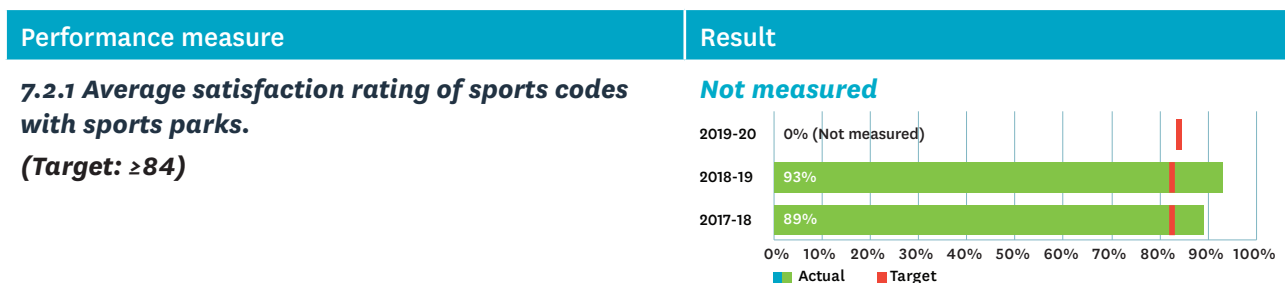 Performance measure
Result
7.2.1 Average satisfaction rating of sports codes
with sports parks.
(Target: ≥84)
Not measured
2019-20 0% (Not measured)
2018-19 93%
2017-18 89%
0% 10% 20% 30% 40% 50% 60% 70% 80% 90% 100%
Actual Target